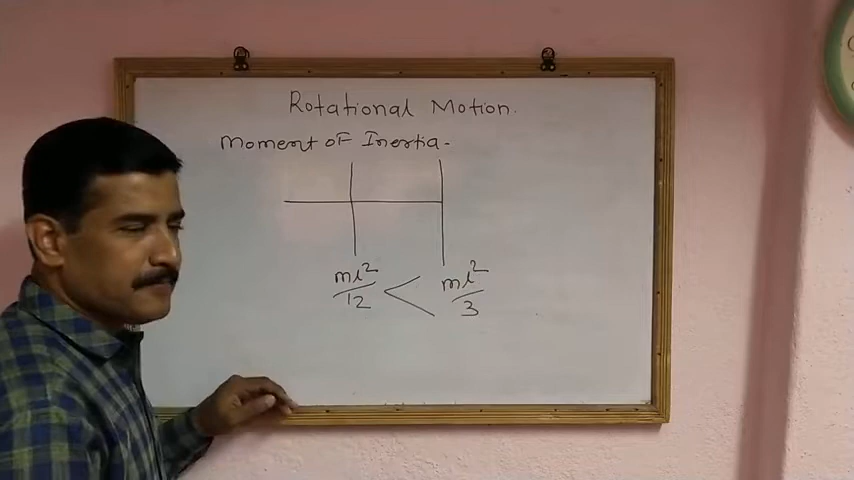 Rotational Motion.
Moment OF Inertia.
ml²/12 < ml²/3